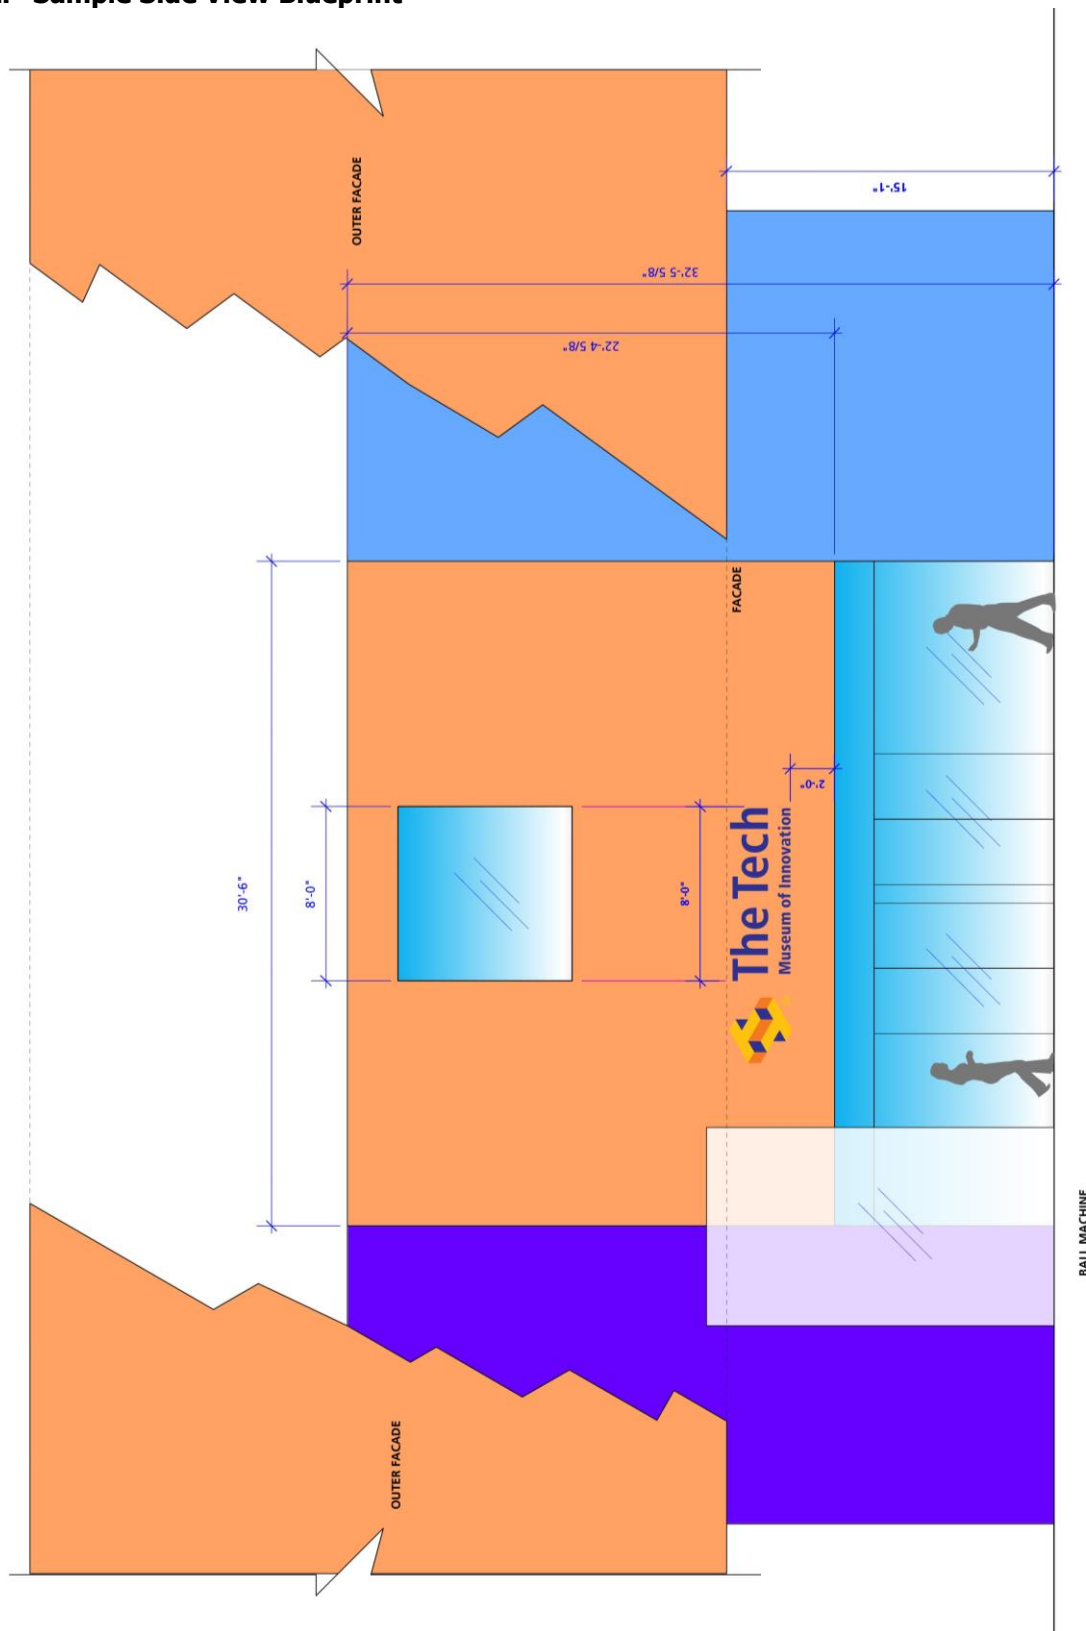 Sample Side View Blueprint
OUTER FACADE
15'-1"
32'-5 5/8"
22'-4 5/8"
FACADE
2'-0"
30'-6"
8'-0"
8'-0"
The Tech
Museum of Innovation
OUTER FACADE
BALL MACHINE